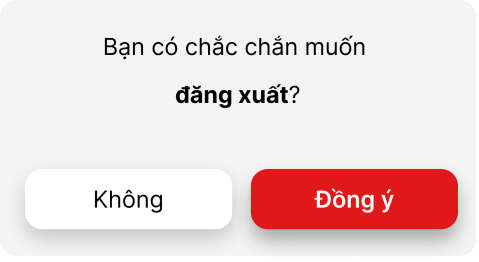 Bạn có chắc chắn muốn
đăng xuất?
Không
Đồng ý